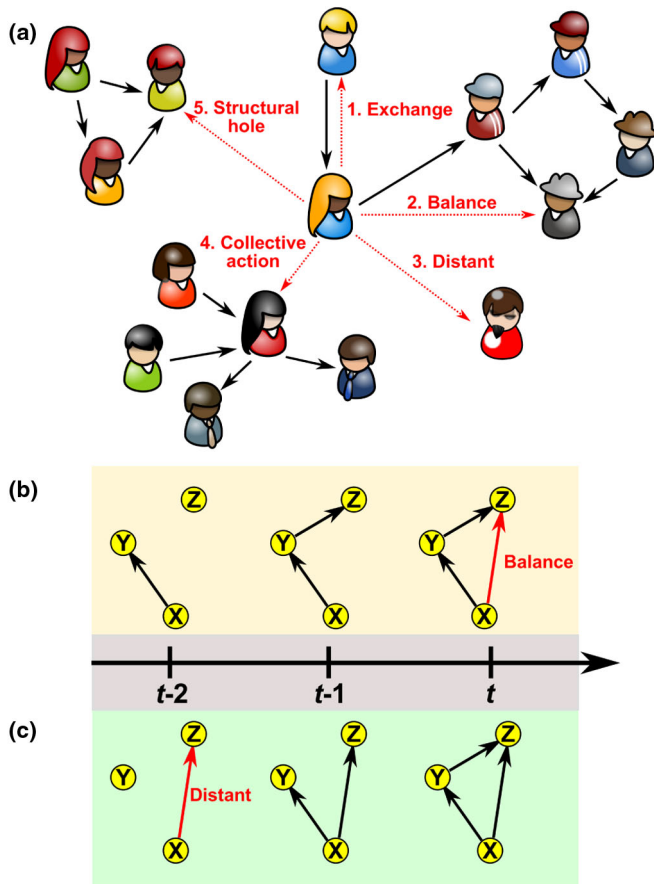 (a)
5. Structural
hole
1. Exchange
2. Balance
4. Collective
action
3. Distant
(b)
Z
Z
Z
Y
Y
Y
Balance
X
X
X
t-2
t-1
t
(c)
Z
Z
Z
Y
Y
Y
Distant
X
X
X